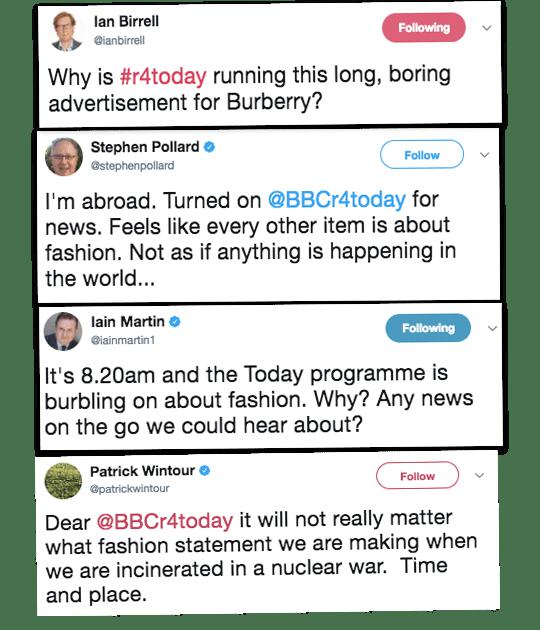 Ian Birrell
@ianbirrell
Following
Why is #r4today running this long, boring
advertisement for Burberry?
Stephen Pollard
@stephenpollard
Follow
I'm abroad. Turned on @BBCr4today for
news. Feels like every other item is about
fashion. Not as if anything is happening in
the world...
Iain Martin
@iainmartin1
Following
It's 8.20am and the Today programme is
burbling on about fashion. Why? Any news
on the go we could hear about?
Patrick Wintour
@patrickwintour
Follow
Dear @BBCr4today it will not really matter
what fashion statement we are making when
we are incinerated in a nuclear war.  Time
and place.